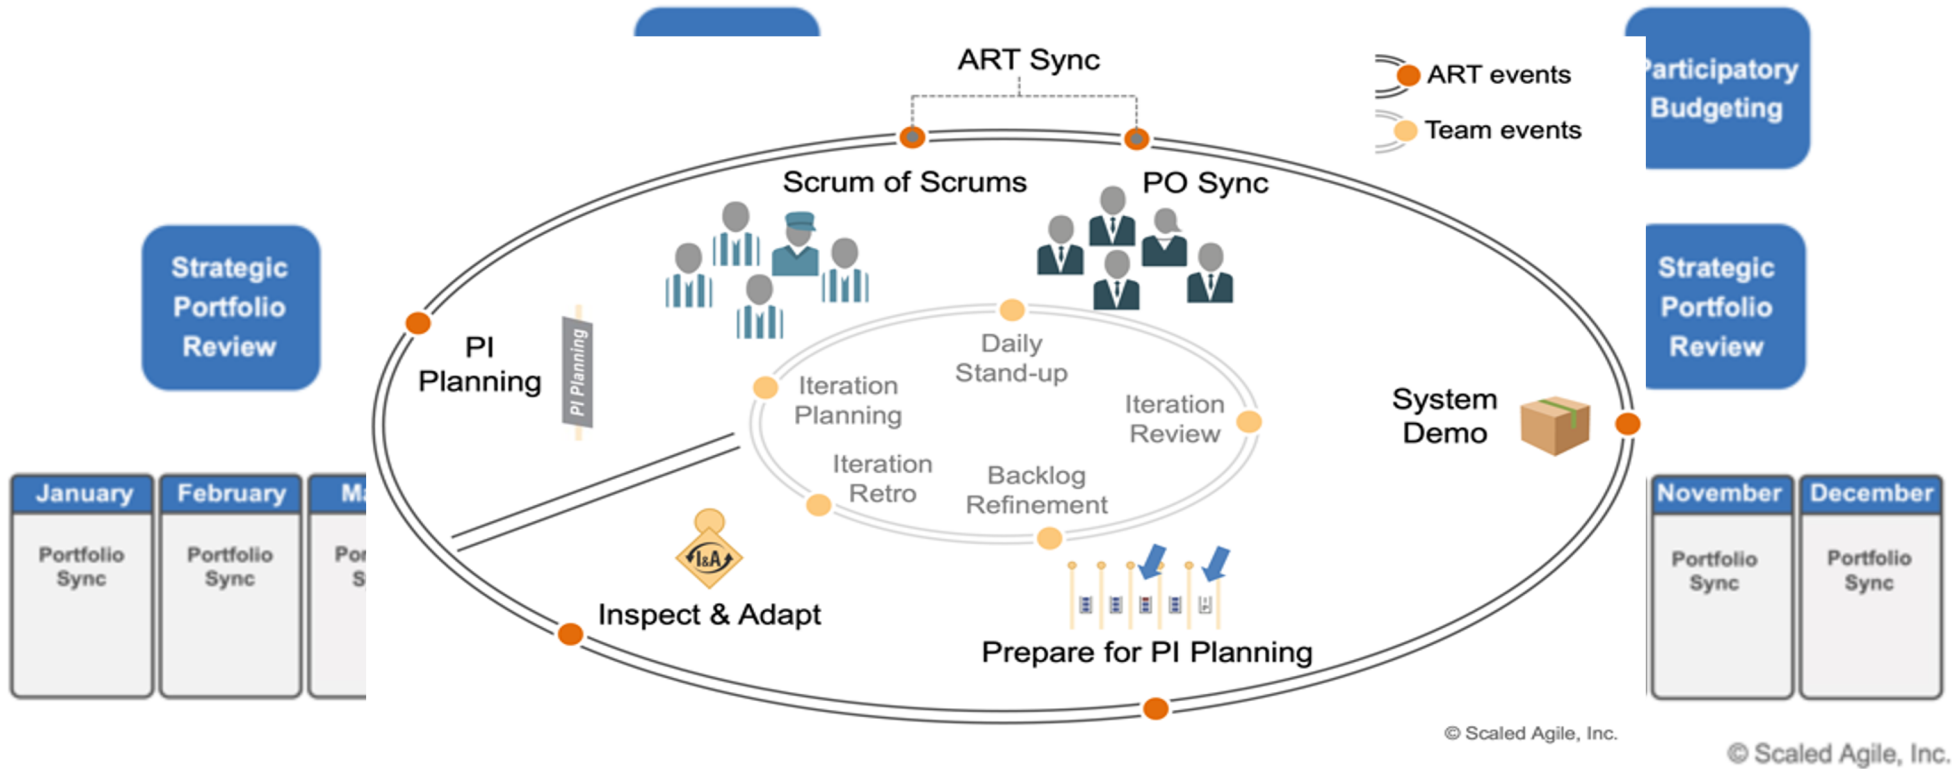 ART Sync
ART events
Team events
Participatory
Budgeting
Scrum of Scrums
PO Sync
Strategic
Portfolio
Review
PI
Planning
PI Planning
Daily
Stand-up
Iteration
Planning
Iteration
Review
Iteration
Retro
Backlog
Refinement
System
Demo
Strategic
Portfolio
Review
January
February
Portfolio
Sync
Portfolio
Sync
I&A
Inspect & Adapt
Prepare for PI Planning
November
December
Portfolio
Sync
Portfolio
Sync
© Scaled Agile, Inc.
© Scaled Agile, Inc.